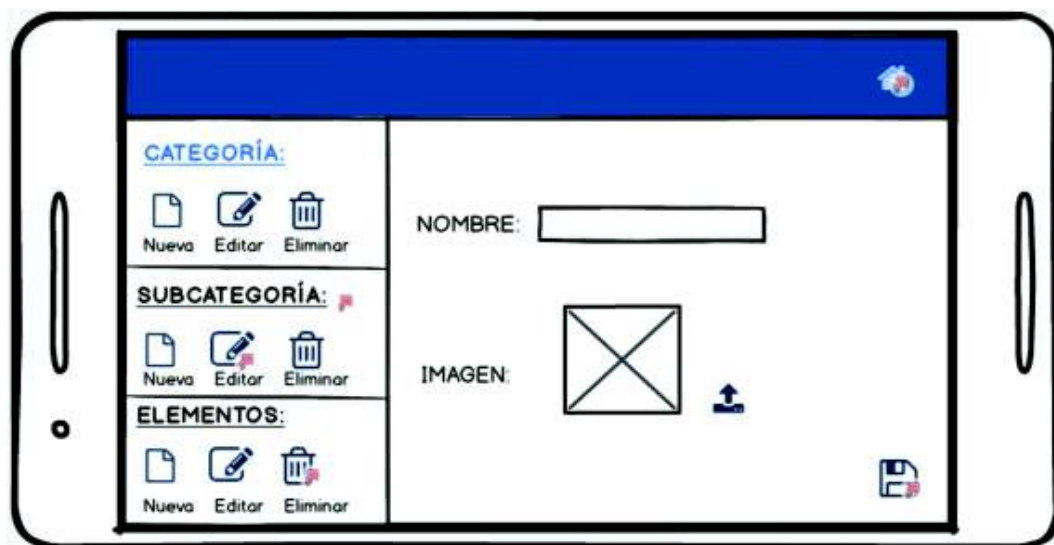 CATEGORÍA:
Nueva Editar Eliminar
SUBCATEGORÍA:
Nueva Editar Eliminar
ELEMENTOS:
Nueva Editar Eliminar
NOMBRE:
IMAGEN: